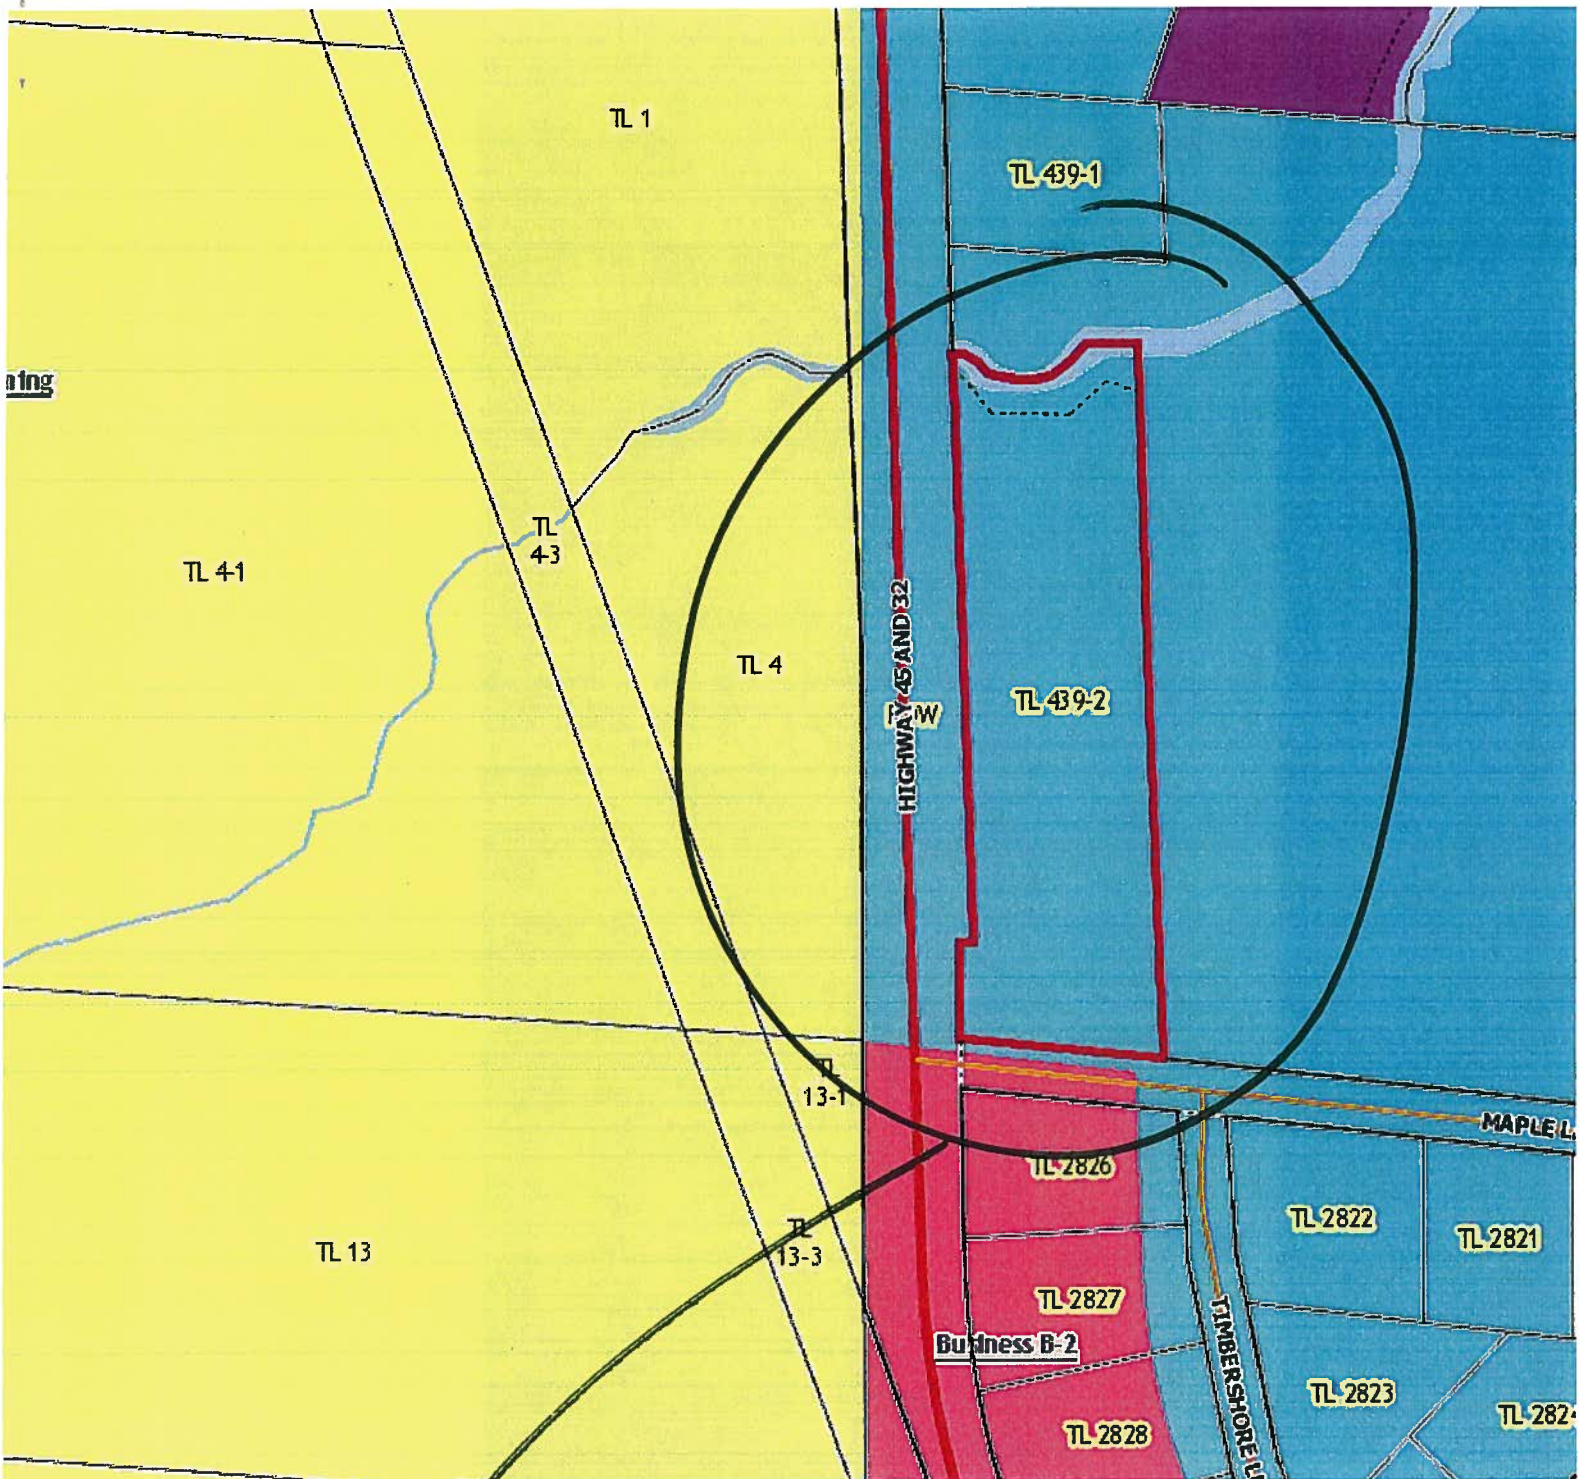 TL 1
TL 439-1
ning
TL
4-3
TL 4-1
TL 4
HIGHWAY 45 AND 32
TL 439-2
TL
13-1
MAPLE L
TL 2826
TL 2822
TL 2821
TL
13-3
TL 13
TL 2827
Business B-2
TIMBERSHORE L
TL 2823
TL 2824
TL 2828